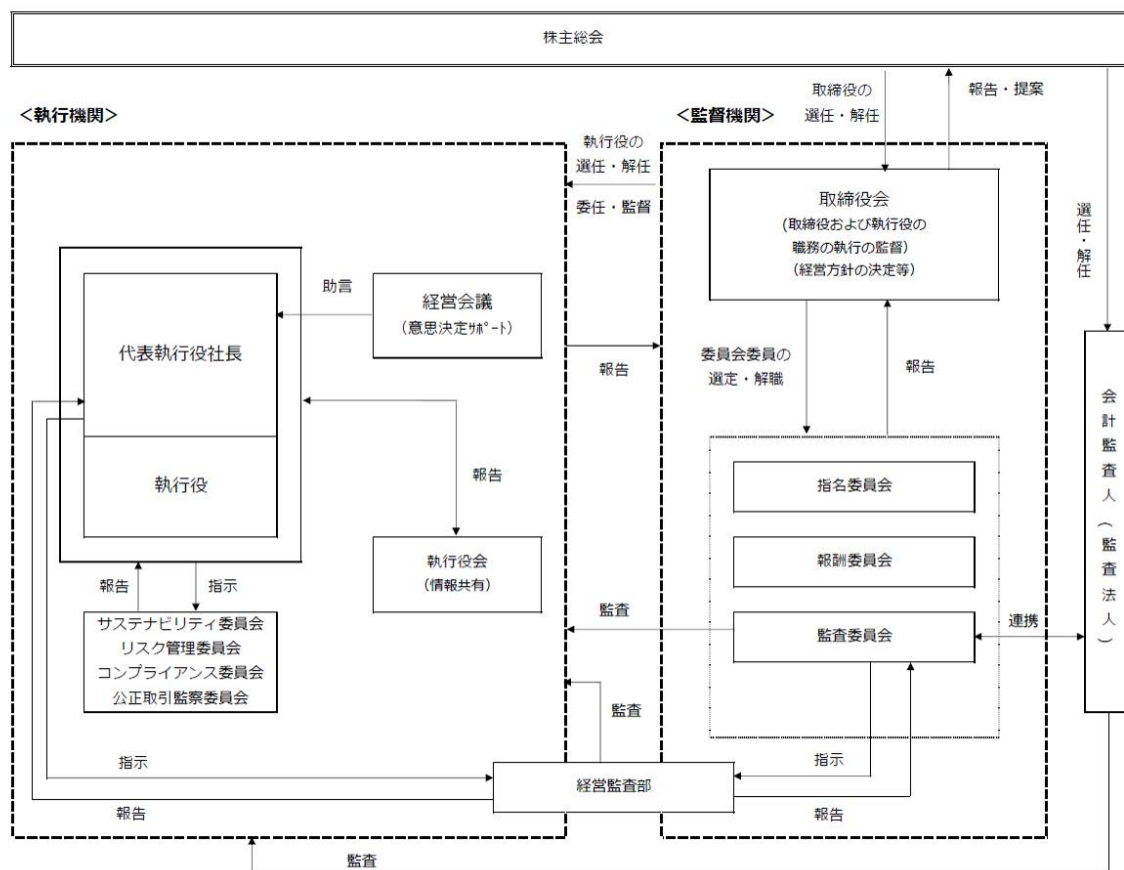 株主総会
<執行機関>
<監督機関>
取締役の
選任・解任
報告・提案
執行役の
選任・解任
委任・監督
取締役会
(取締役および執行役の
職務の執行の監督)
(経営方針の決定等)
選任・解任
代表執行役社長
執行役
助言
経営会議
(意思決定ｻﾎﾟｰﾄ)
報告
委員会委員の
選定・解職
報告
会計監査人(監査法人)
報告
執行役会
(情報共有)
指名委員会
報酬委員会
監査委員会
連携
監査
報告
指示
サステナビリティ委員会
リスク管理委員会
コンプライアンス委員会
公正取引監察委員会
監査
指示
報告
経営監査部
指示
報告
監査